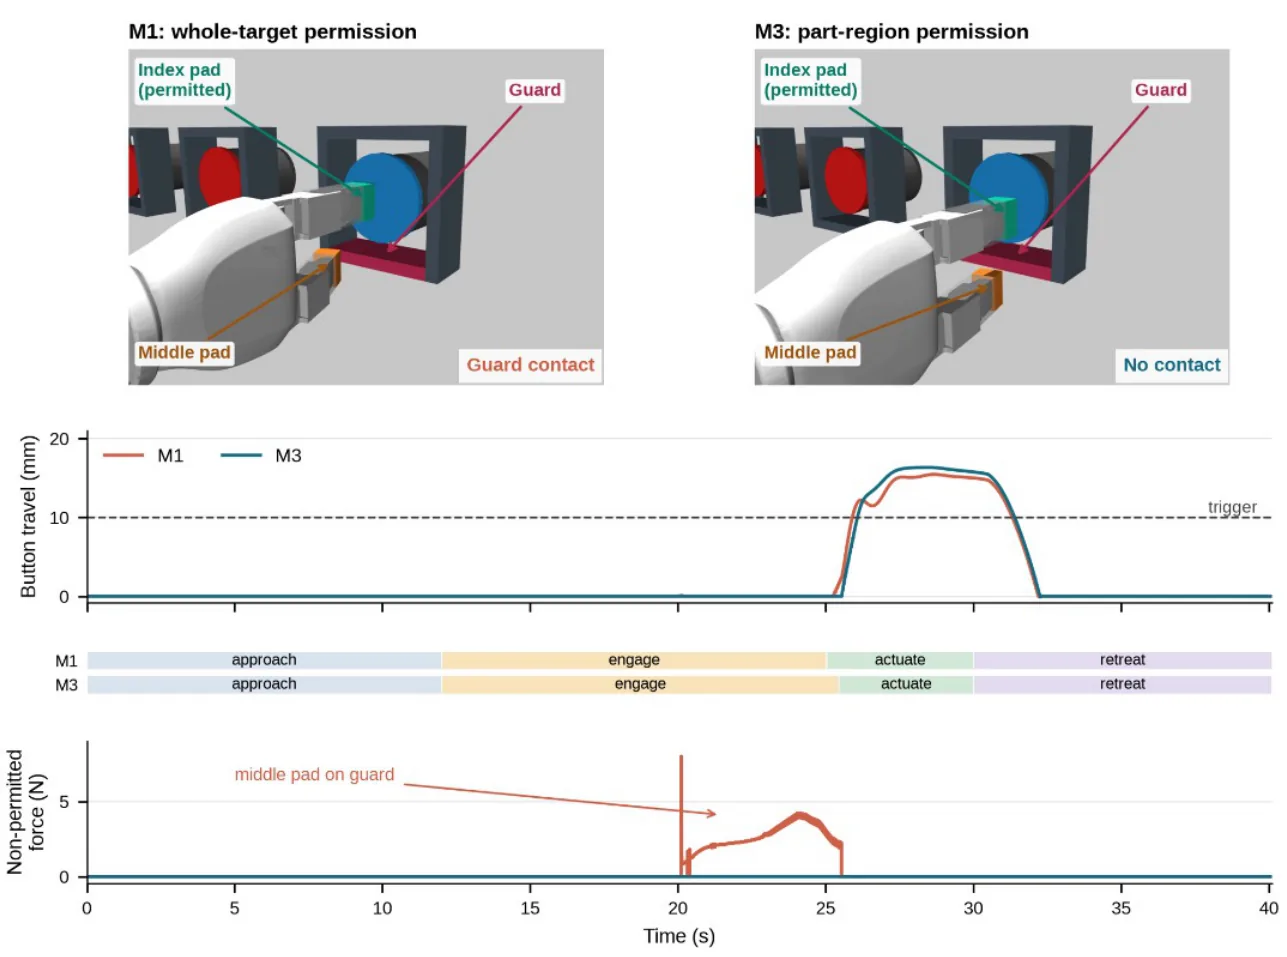 M1: whole-target permission
Index pad
(permitted)
Guard
Middle pad
Guard contact
M3: part-region permission
Index pad
(permitted)
Guard
Middle pad
No contact
Button travel (mm)
20
10
0
M1
M3
trigger
M1
approach
engage
actuate
retreat
M3
approach
engage
actuate
retreat
Non-permitted
force (N)
5
0
middle pad on guard
0
5
10
15
20
25
30
35
40
Time (s)